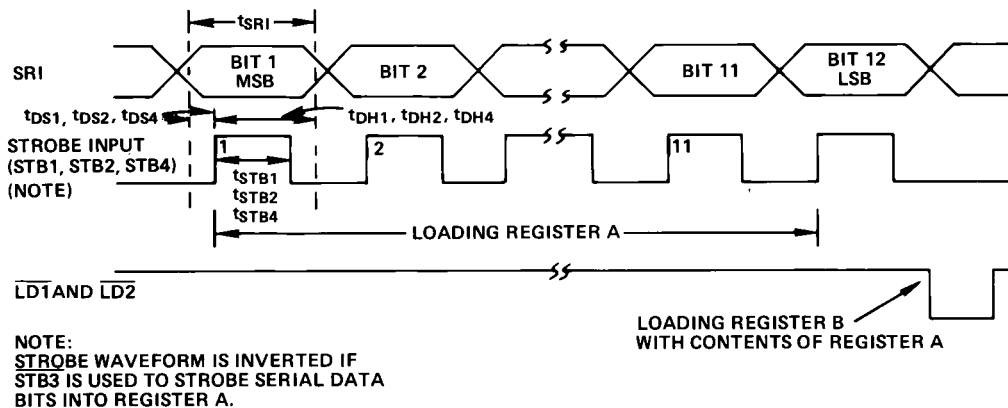 tSRI
SRI
BIT 1
MSB
BIT 2
BIT 11
BIT 12
LSB
tDS1, tDS2, tDS4
tDH1, tDH2, tDH4
STROBE INPUT
(STB1, STB2, STB4)
(NOTE)
1
2
11
tSTB1
tSTB2
tSTB4
LOADING REGISTER A
LD1AND LD2
LOADING REGISTER B
WITH CONTENTS OF REGISTER A
NOTE:
STROBE WAVEFORM IS INVERTED IF
STB3 IS USED TO STROBE SERIAL DATA
BITS INTO REGISTER A.